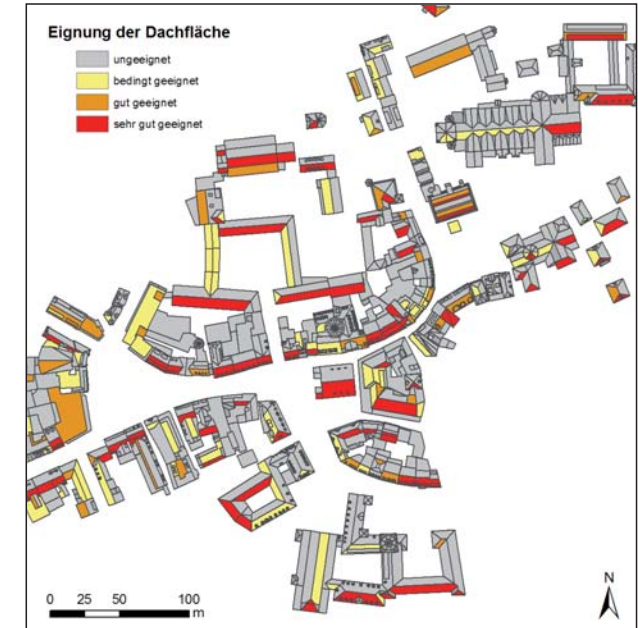 Eignung der Dachfläche
ungeeignet
bedingt geeignet
gut geeignet
sehr gut geeignet
0 25 50 100
m
N